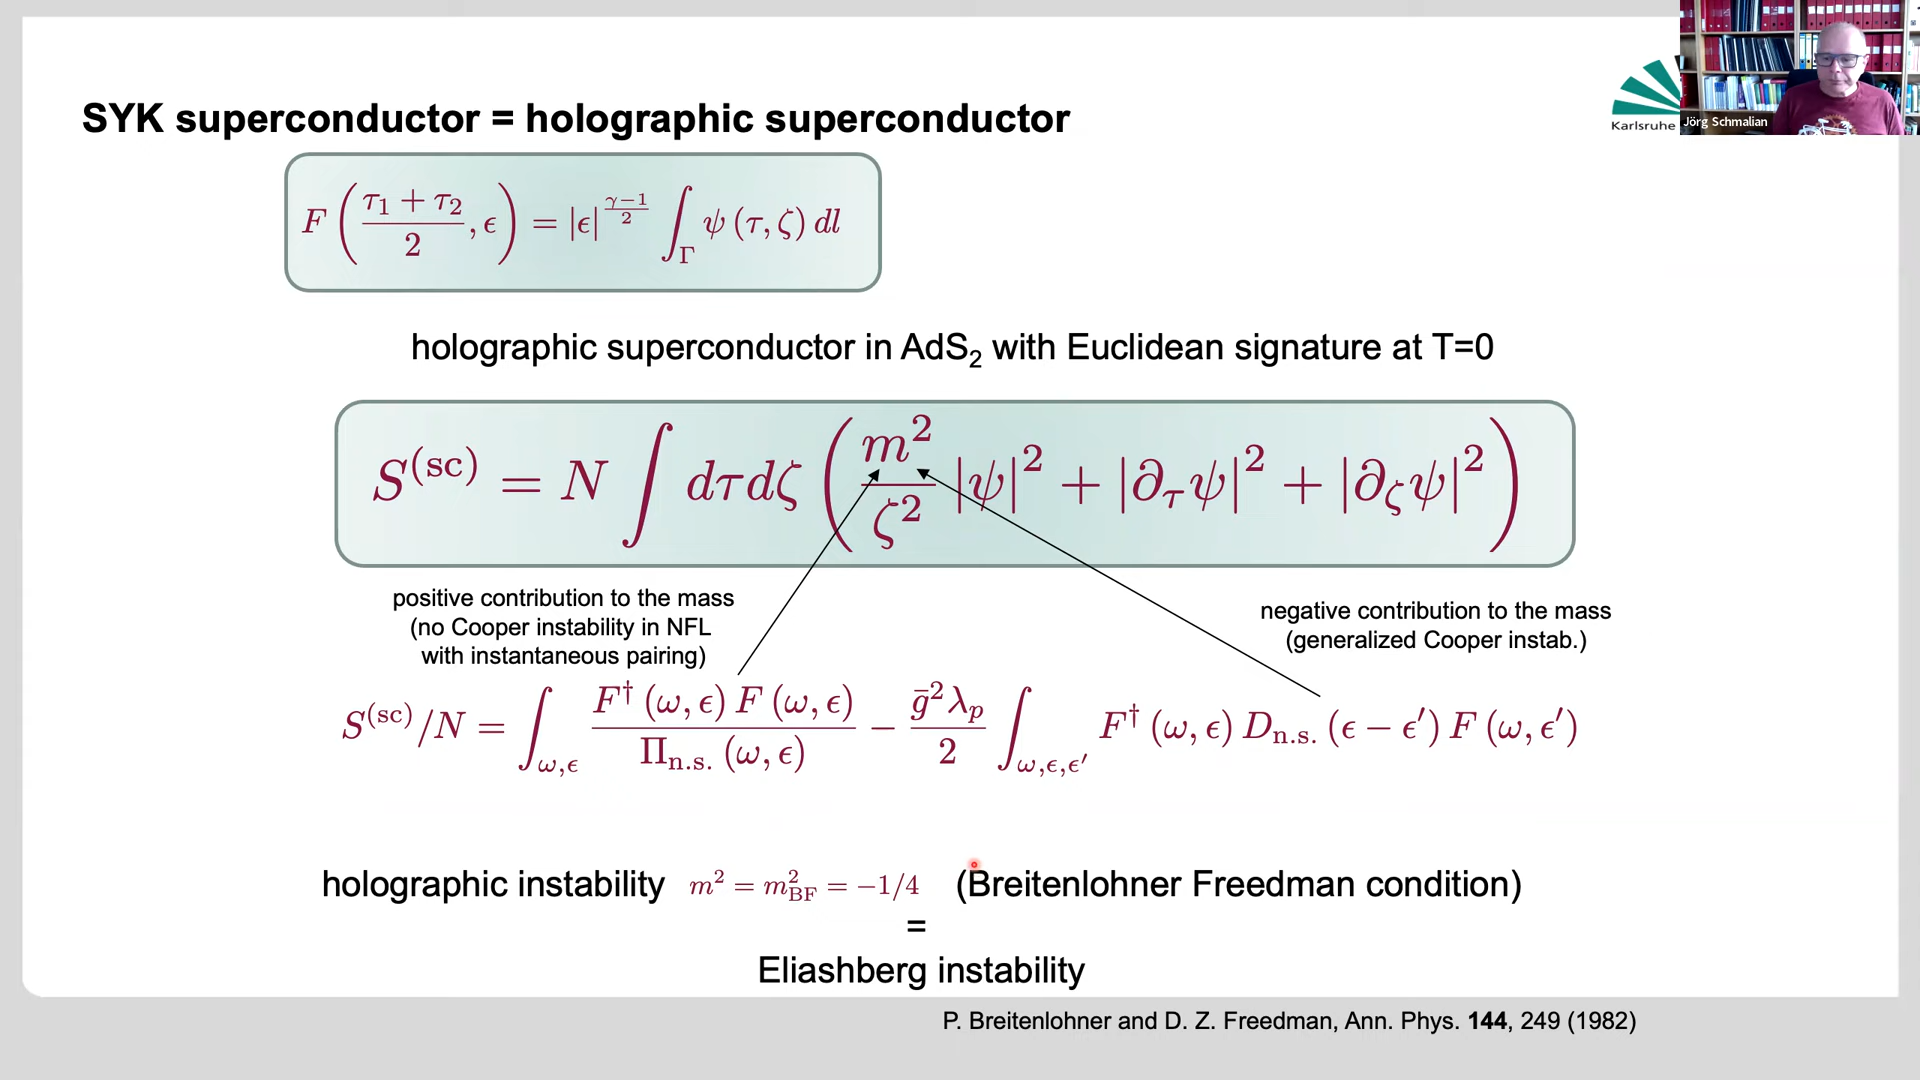 SYK superconductor = holographic superconductor
Karlsruhe
Jörg Schmalian
F((τ₁ + τ₂)/2, ϵ) = |ϵ|^((γ−1)/2) ∫_Γ ψ (τ, ζ) dl
holographic superconductor in AdS₂ with Euclidean signature at T=0
S^(sc) = N ∫ dτdζ (m²/ζ² |ψ|² + |∂_τψ|² + |∂_ζψ|²)
positive contribution to the mass
(no Cooper instability in NFL
with instantaneous pairing)
negative contribution to the mass
(generalized Cooper instab.)
S^(sc)/N = ∫_ω,ϵ F† (ω, ϵ) F (ω, ϵ) / Π_n.s. (ω, ϵ) − ḡ²λ_p/2 ∫_ω,ϵ,ϵ′ F† (ω, ϵ) D_n.s. (ϵ − ϵ′) F (ω, ϵ′)
holographic instability m² = m²_BF = −1/4 (Breitenlohner Freedman condition)
=
Eliashberg instability
P. Breitenlohner and D. Z. Freedman, Ann. Phys. 144, 249 (1982)